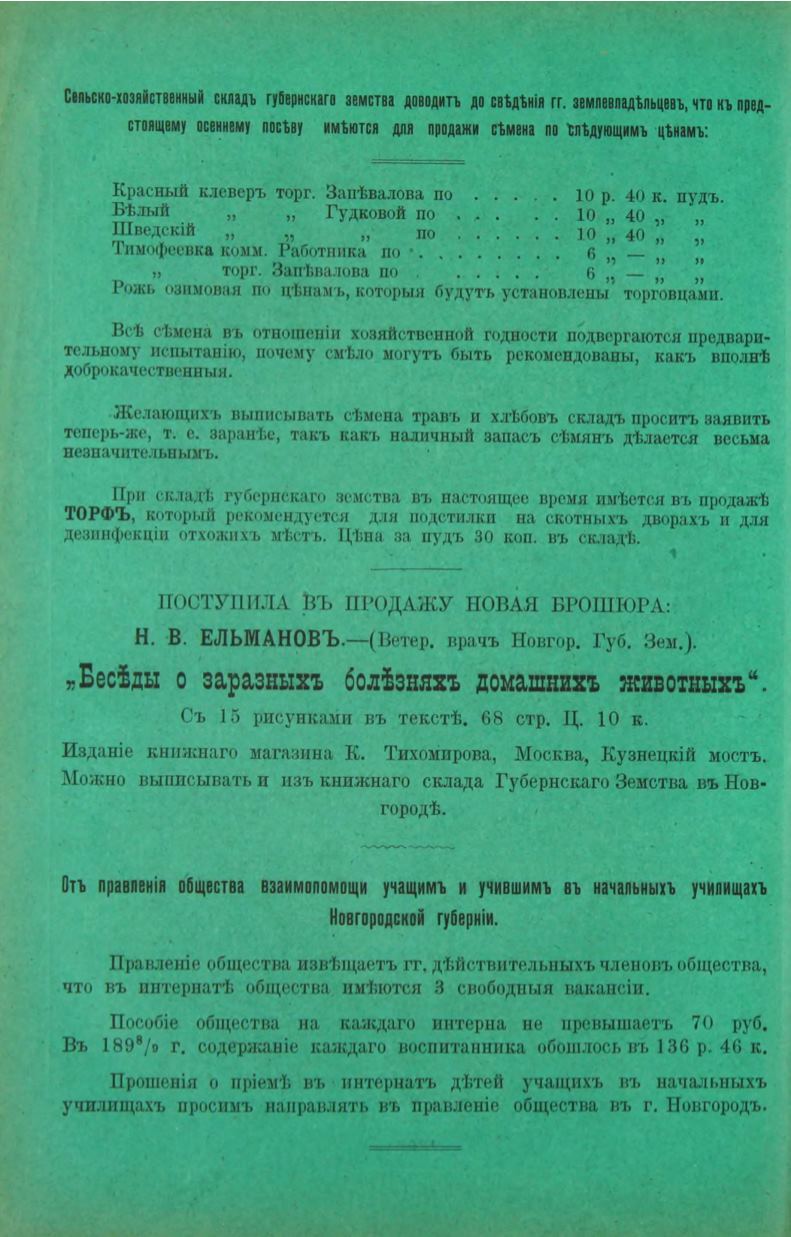 Сельско-хозяйственный складъ губернскаго земства доводитъ до свѣдѣнія гг. землевладѣльцевъ, что къ пред-
стоящему осеннему посѣву имѣются для продажи сѣмена по слѣдующимъ цѣнамъ:
Красный клеверъ торг. Запѣвалова по . . . . . 10 р. 40 к. пудъ.
Бѣлый „ „ Гудковой по . . . . . 10 „ 40 „ „
Шведскій „ „ „ по . . . . . . 10 „ 40 „ „
Тимофеевка комм. Работника по . . . . . . . . 6 „ — „ „
„ торг. Запѣвалова по . . . . . 6 „ — „ „
Рожь озимовая по цѣнамъ, которыя будутъ установлены торговцами.
Всѣ сѣмена въ отношеніи хозяйственной годности подвергаются предвари-
тельному испытанію, почему смѣло могутъ быть рекомендованы, какъ вполнѣ
доброкачественныя.
Желающихъ выписывать сѣмена травъ и хлѣбовъ складъ проситъ заявить
теперь-же, т. е. заранѣе, такъ какъ наличный запасъ сѣмянъ дѣлается весьма
незначительнымъ.
При складѣ губернскаго земства въ настоящее время имѣется въ продажѣ
ТОРФЪ, который рекомендуется для подстилки на скотныхъ дворахъ и для
дезинфекціи отхожихъ мѣстъ. Цѣна за пудъ 30 коп. въ складѣ.
ПОСТУПИЛА ВЪ ПРОДАЖУ НОВАЯ БРОШЮРА:
Н. В. ЕЛЬМАНОВЪ.—(Ветер. врачъ Новгор. Губ. Зем.).
„Бесѣды о заразныхъ болѣзняхъ домашнихъ животныхъ“.
Съ 15 рисунками въ текстѣ. 68 стр. Ц. 10 к.
Изданіе книжнаго магазина К. Тихомирова, Москва, Кузнецкій мостъ.
Можно выписывать и изъ книжнаго склада Губернскаго Земства въ Нов-
городѣ.
Отъ правленія общества взаимопомощи учащимъ и учившимъ въ начальныхъ училищахъ
Новгородской губерніи.
Правленіе общества извѣщаетъ гг. дѣйствительныхъ членовъ общества,
что въ интернатѣ общества имѣются 3 свободныя вакансіи.
Пособіе общества на каждаго интерна не превышаетъ 70 руб.
Въ 189⁸/₉ г. содержаніе каждаго воспитанника обошлось въ 136 р. 46 к.
Прошенія о пріемѣ въ интернатъ дѣтей учащихъ въ начальныхъ
училищахъ просимъ направлять въ правленіе общества въ г. Новгородъ.